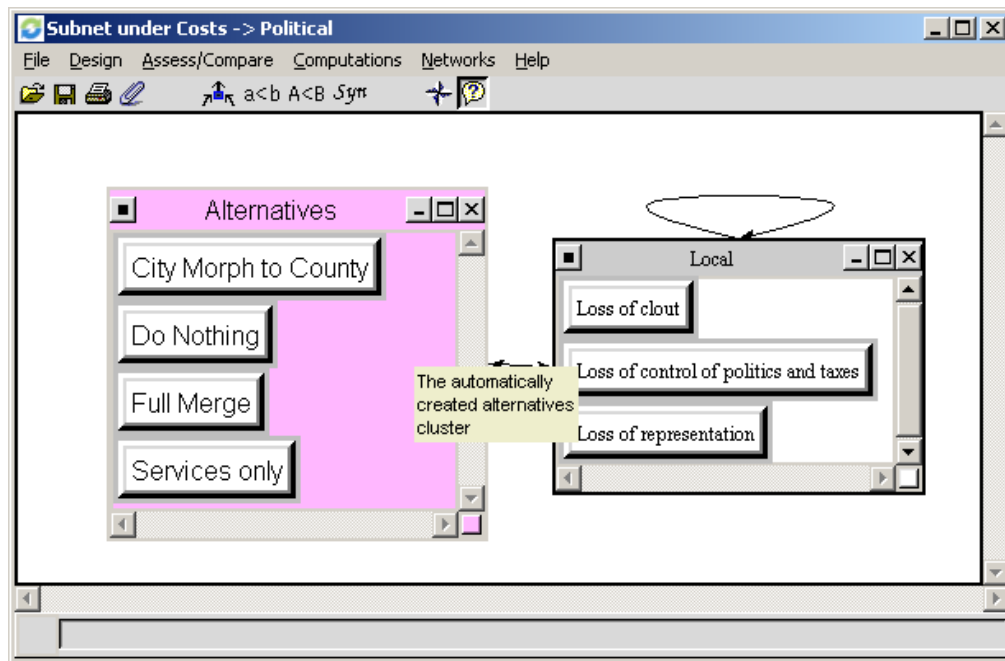 Subnet under Costs -> Political
File Design Assess/Compare Computations Networks Help
a<b A<B Syn
Alternatives
City Morph to County
Do Nothing
Full Merge
Services only
The automatically
created alternatives
cluster
Local
Loss of clout
Loss of control of politics and taxes
Loss of representation